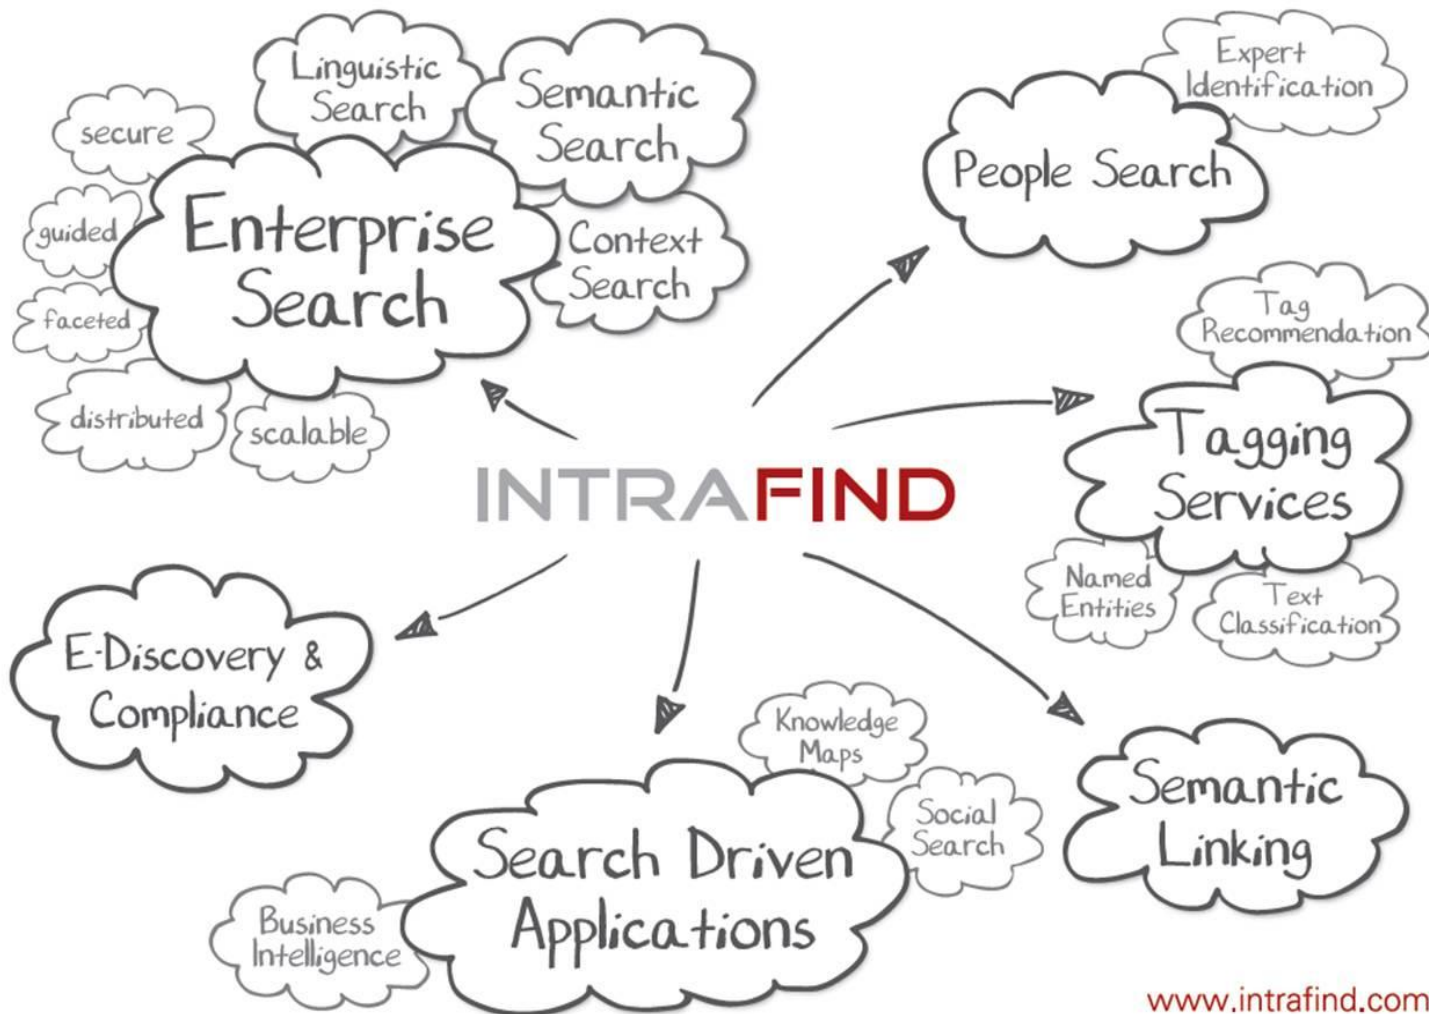 Linguistic
Search
Semantic
Search
secure
Enterprise
Search
guided
Context
Search
faceted
distributed
scalable
Expert
Identification
People Search
Tag
Recommendation
Tagging
Services
Named
Entities
Text
Classification
INTRAFIND
E-Discovery &
Compliance
Knowledge
Maps
Social
Search
Search Driven
Applications
Business
Intelligence
Semantic
Linking
www.intrafind.com